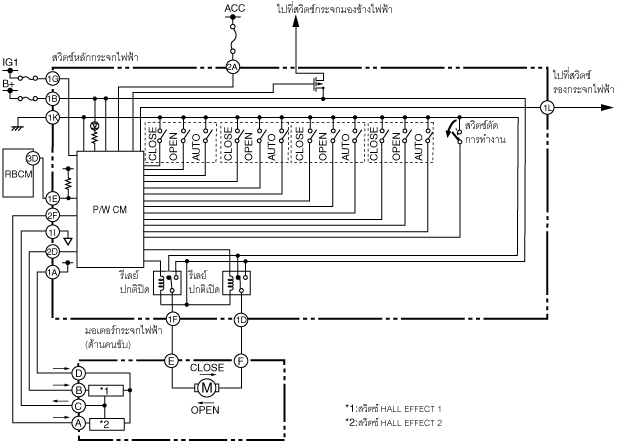 ACC
ไปที่สวิตช์กระจกมองข้างไฟฟ้า
สวิตช์หลักกระจกไฟฟ้า
IG1
B+
1G
2A
1B
1K
1L
ไปที่สวิตช์
รองกระจกไฟฟ้า
CLOSE
OPEN
AUTO
CLOSE
OPEN
AUTO
CLOSE
OPEN
AUTO
CLOSE
OPEN
AUTO
สวิตช์ตัด
การทำงาน
RBCM
3D
1E
2F
1I
2D
1A
P/W CM
รีเลย์
ปกติปิด
รีเลย์
ปกติเปิด
1F
1D
มอเตอร์กระจกไฟฟ้า
(ด้านคนขับ)
E
F
CLOSE
M
OPEN
D
B
C
A
*1
*2
*1:สวิตช์ HALL EFFECT 1
*2:สวิตช์ HALL EFFECT 2